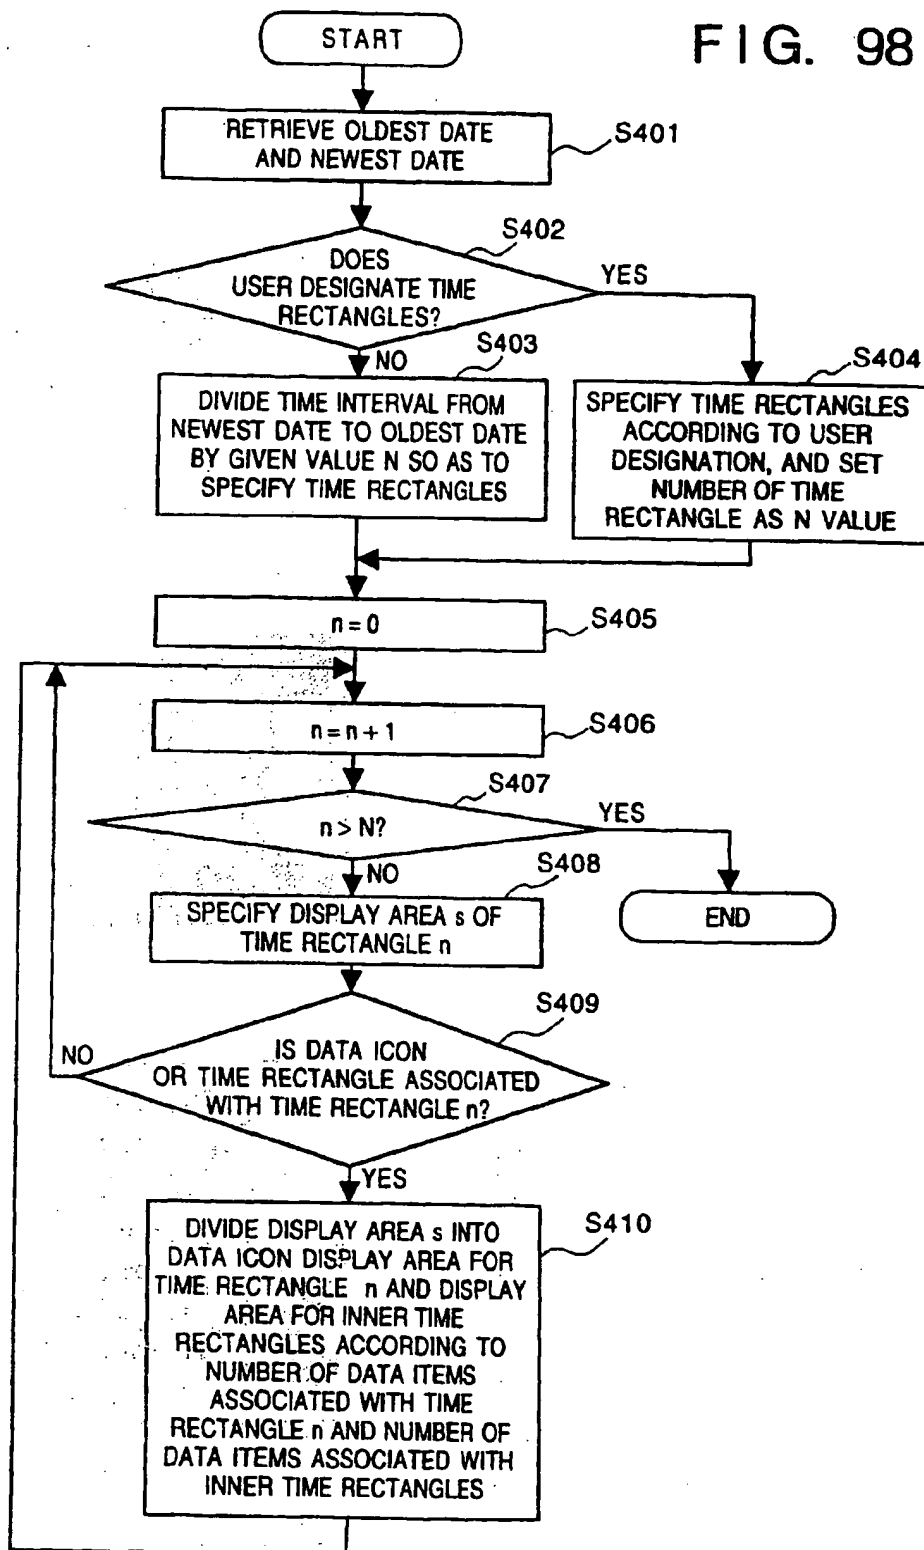 FIG. 98
START
RETRIEVE OLDEST DATE
AND NEWEST DATE
S401
S402
DOES
USER DESIGNATE TIME
RECTANGLES?
YES
NO
S403
DIVIDE TIME INTERVAL FROM
NEWEST DATE TO OLDEST DATE
BY GIVEN VALUE N SO AS TO
SPECIFY TIME RECTANGLES
S404
SPECIFY TIME RECTANGLES
ACCORDING TO USER
DESIGNATION, AND SET
NUMBER OF TIME
RECTANGLE AS N VALUE
n = 0
S405
n = n + 1
S406
S407
n > N?
YES
NO
END
S408
SPECIFY DISPLAY AREA s OF
TIME RECTANGLE n
S409
IS DATA ICON
OR TIME RECTANGLE ASSOCIATED
WITH TIME RECTANGLE n?
NO
YES
S410
DIVIDE DISPLAY AREA s INTO
DATA ICON DISPLAY AREA FOR
TIME RECTANGLE n AND DISPLAY
AREA FOR INNER TIME
RECTANGLES ACCORDING TO
NUMBER OF DATA ITEMS
ASSOCIATED WITH TIME
RECTANGLE n AND NUMBER OF
DATA ITEMS ASSOCIATED WITH
INNER TIME RECTANGLES